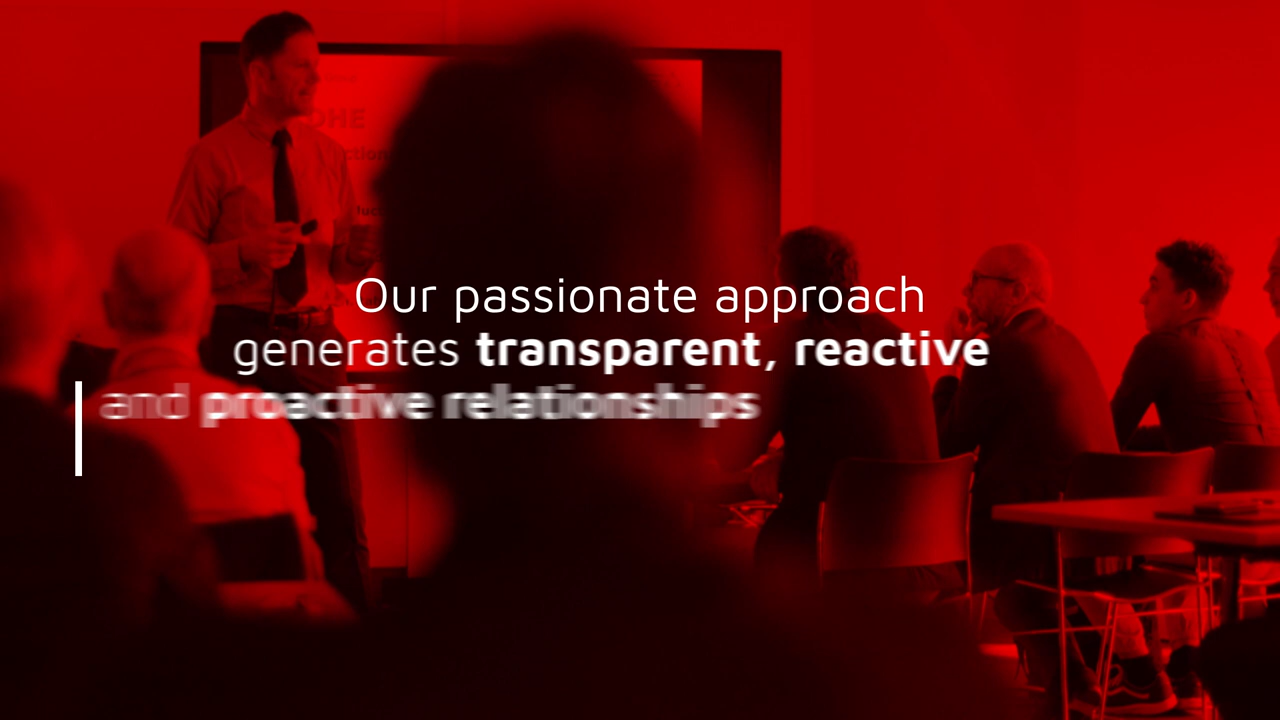 Our passionate approach
generates transparent, reactive
and proactive relationships